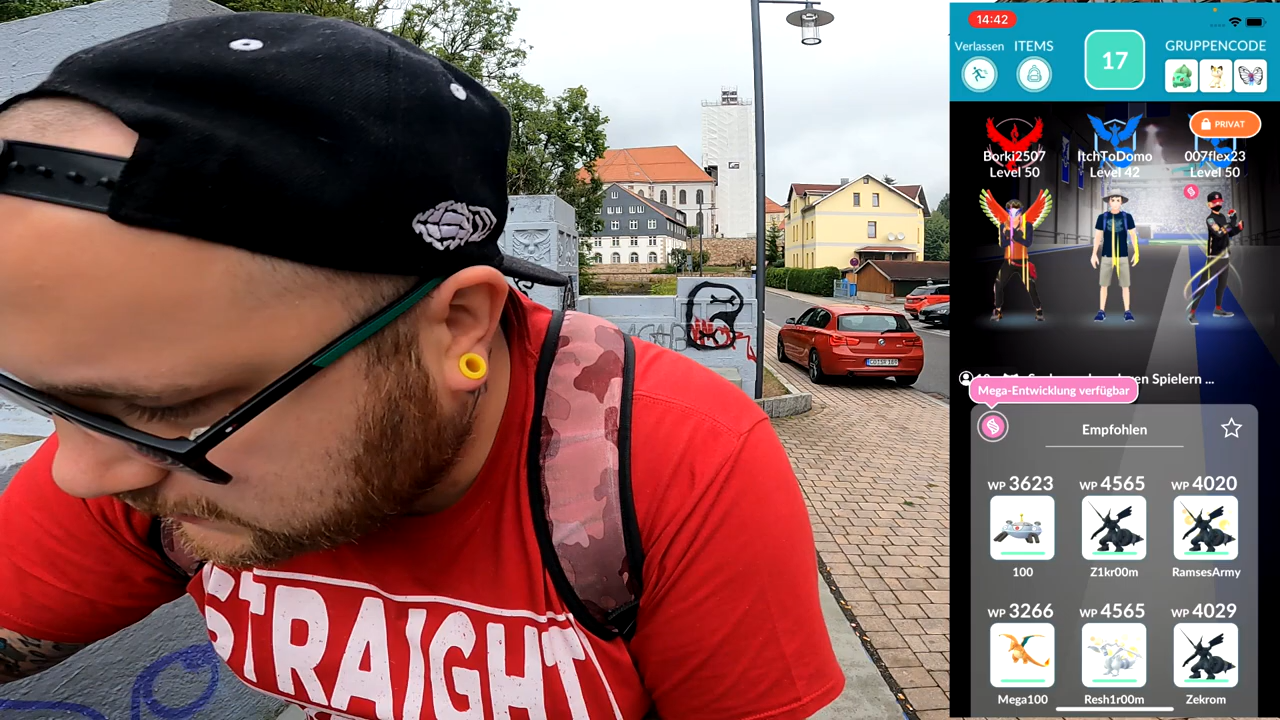 14:42
Verlassen
ITEMS
17
GRUPPENCODE
PRIVAT
Borki2507
Level 50
ItchToDomo
Level 42
007flex23
Level 50
Spielern ...
Mega-Entwicklung verfügbar
Empfohlen
WP 3623
WP 4565
WP 4020
100
Z1kr00m
RamsesArmy
WP 3266
WP 4565
WP 4029
Mega100
Resh1r00m
Zekrom
STRAIGHT